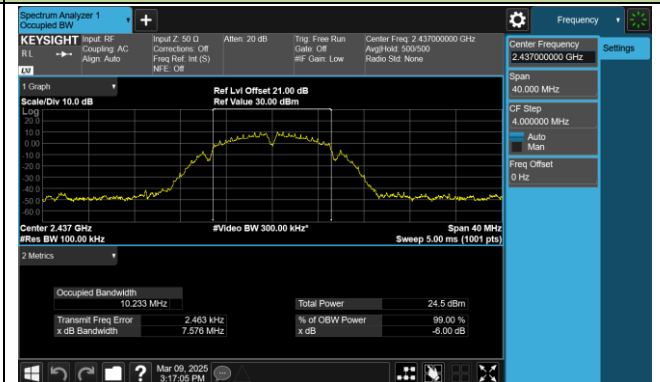 Spectrum Analyzer 1
Occupied BW
Frequency
KEYSIGHT
RL
LXI
Input: RF
Coupling: AC
Align: Auto
Input Z: 50 Ω
Corrections: Off
Freq Ref: Int (S)
NFE: Off
Atten: 20 dB
Trig: Free Run
Gate: Off
#IF Gain: Low
Center Freq: 2.437000000 GHz
Avg|Hold: 500/500
Radio Std: None
Center Frequency
2.437000000 GHz
Settings
Span
40.000 MHz
CF Step
4.000000 MHz
Auto
Man
Freq Offset
0 Hz
1 Graph
Scale/Div 10.0 dB
Ref Lvl Offset 21.00 dB
Ref Value 30.00 dBm
Log
20.0
10.0
0.00
-10.0
-20.0
-30.0
-40.0
-50.0
-60.0
Center 2.437 GHz
#Video BW 300.00 kHz*
Span 40 MHz
#Res BW 100.00 kHz
Sweep 5.00 ms (1001 pts)
2 Metrics
Occupied Bandwidth
10.233 MHz
Total Power 24.5 dBm
Transmit Freq Error 2.463 kHz
% of OBW Power 99.00 %
x dB Bandwidth 7.576 MHz
x dB -6.00 dB
?
Mar 09, 2025
3:17:05 PM